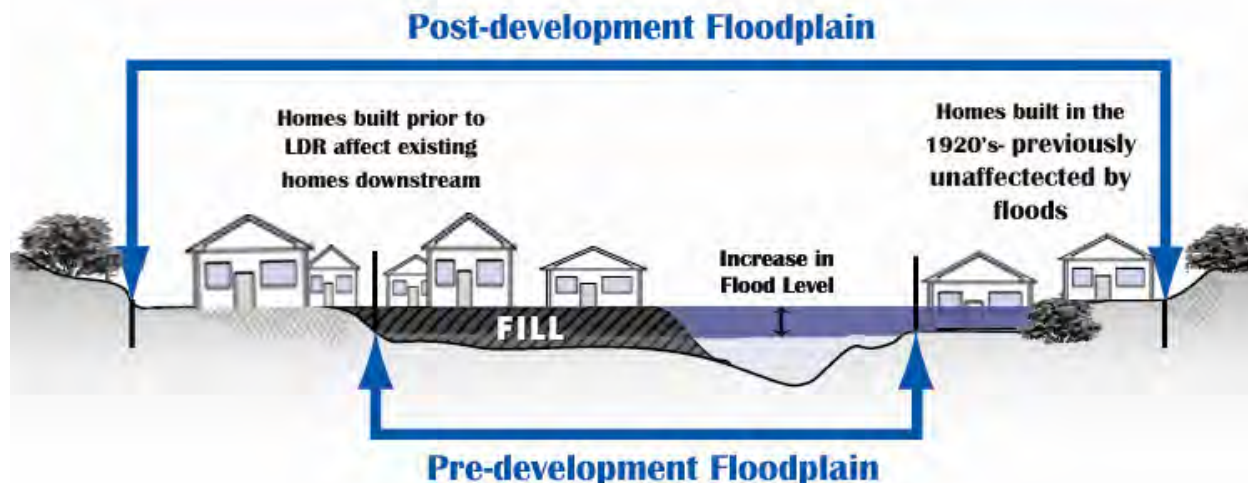 Post-development Floodplain
Homes built prior to
LDR affect existing
homes downstream
Homes built in the
1920's- previously
unaffectected by
floods
Increase in
Flood Level
FILL
Pre-development Floodplain